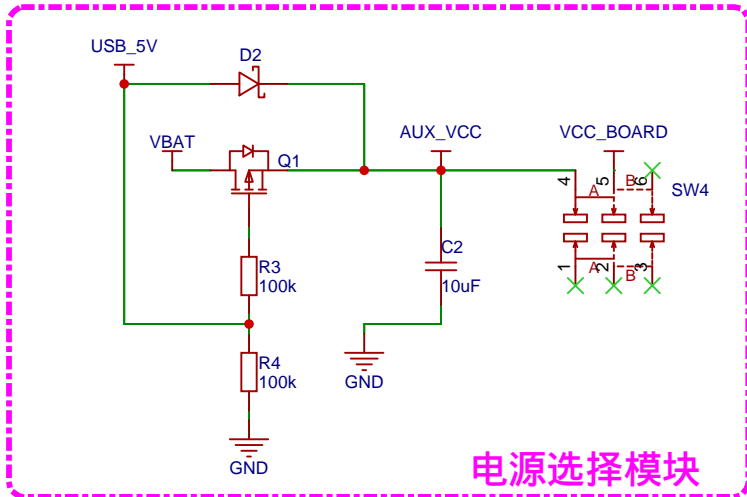 USB_5V
D2
VBAT
Q1
AUX_VCC
VCC_BOARD
4
5
6
A
B
SW4
1
2
3
A
B
C2
10uF
R3
100k
R4
100k
GND
GND
电源选择模块